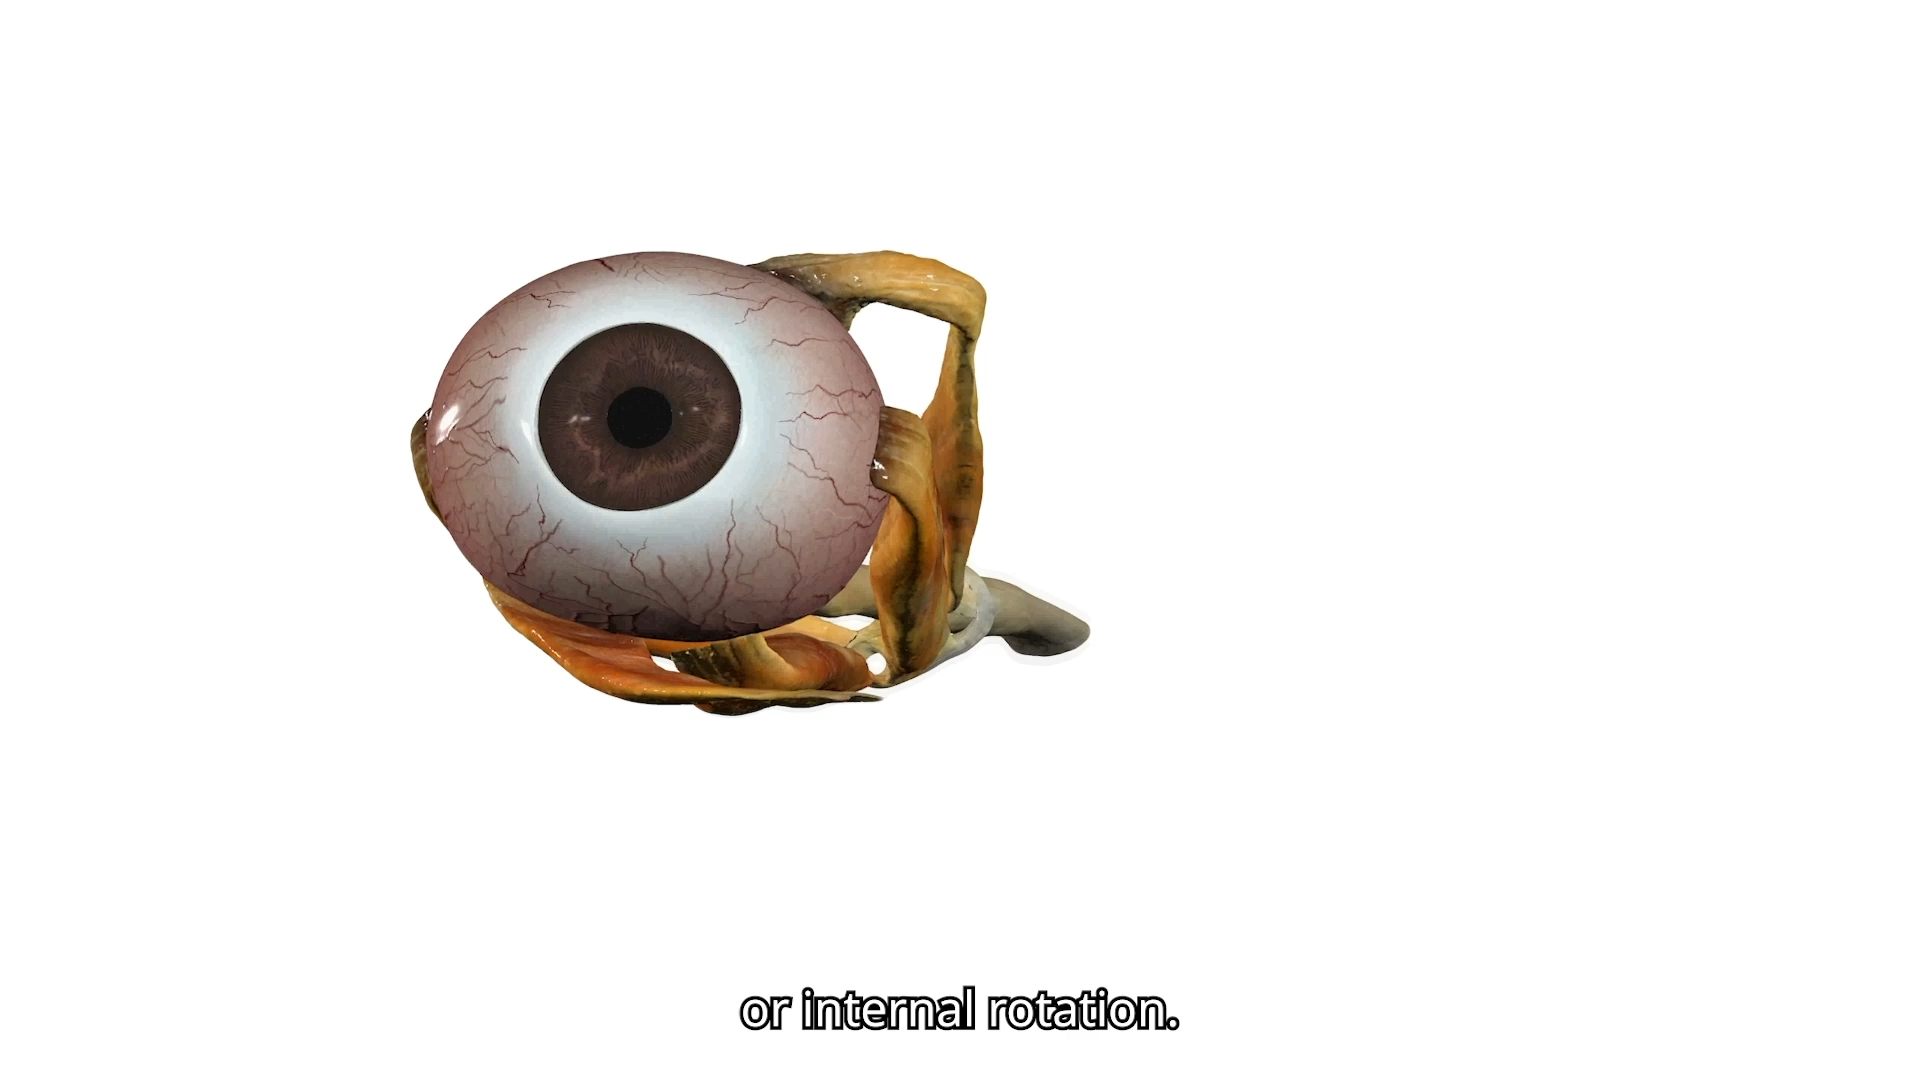 or internal rotation.